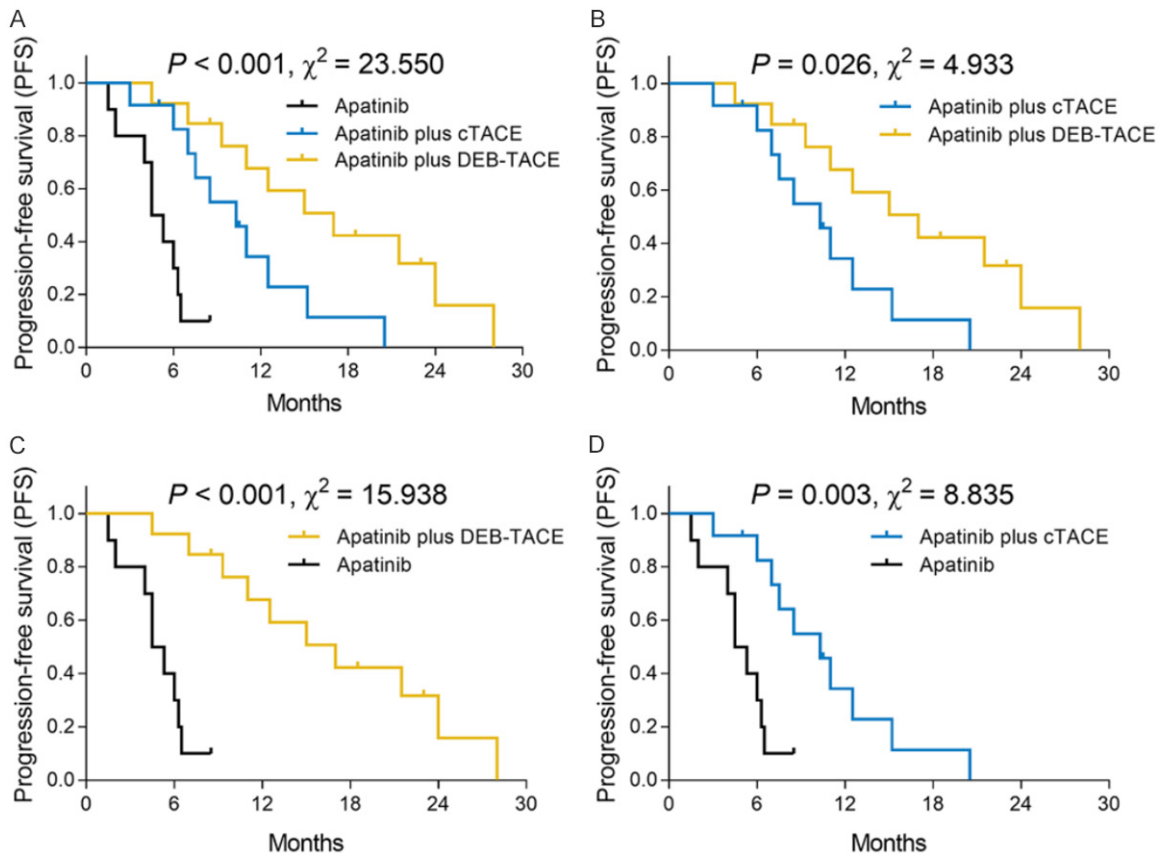 A
P < 0.001, χ² = 23.550
Progression-free survival (PFS)
1.0
0.8
0.6
0.4
0.2
0.0
Apatinib
Apatinib plus cTACE
Apatinib plus DEB-TACE
0 6 12 18 24 30
Months
B
P = 0.026, χ² = 4.933
Progression-free survival (PFS)
1.0
0.8
0.6
0.4
0.2
0.0
Apatinib plus cTACE
Apatinib plus DEB-TACE
0 6 12 18 24 30
Months
C
P < 0.001, χ² = 15.938
Progression-free survival (PFS)
1.0
0.8
0.6
0.4
0.2
0.0
Apatinib plus DEB-TACE
Apatinib
0 6 12 18 24 30
Months
D
P = 0.003, χ² = 8.835
Progression-free survival (PFS)
1.0
0.8
0.6
0.4
0.2
0.0
Apatinib plus cTACE
Apatinib
0 6 12 18 24 30
Months